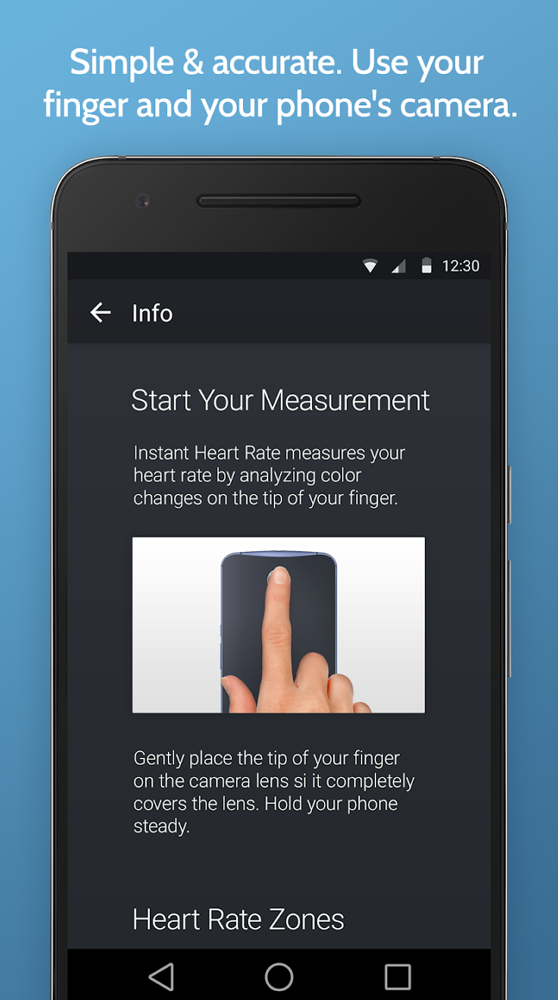 Simple & accurate. Use your
finger and your phone's camera.
12:30
Info
Start Your Measurement
Instant Heart Rate measures your
heart rate by analyzing color
changes on the tip of your finger.
Gently place the tip of your finger
on the camera lens si it completely
covers the lens. Hold your phone
steady.
Heart Rate Zones